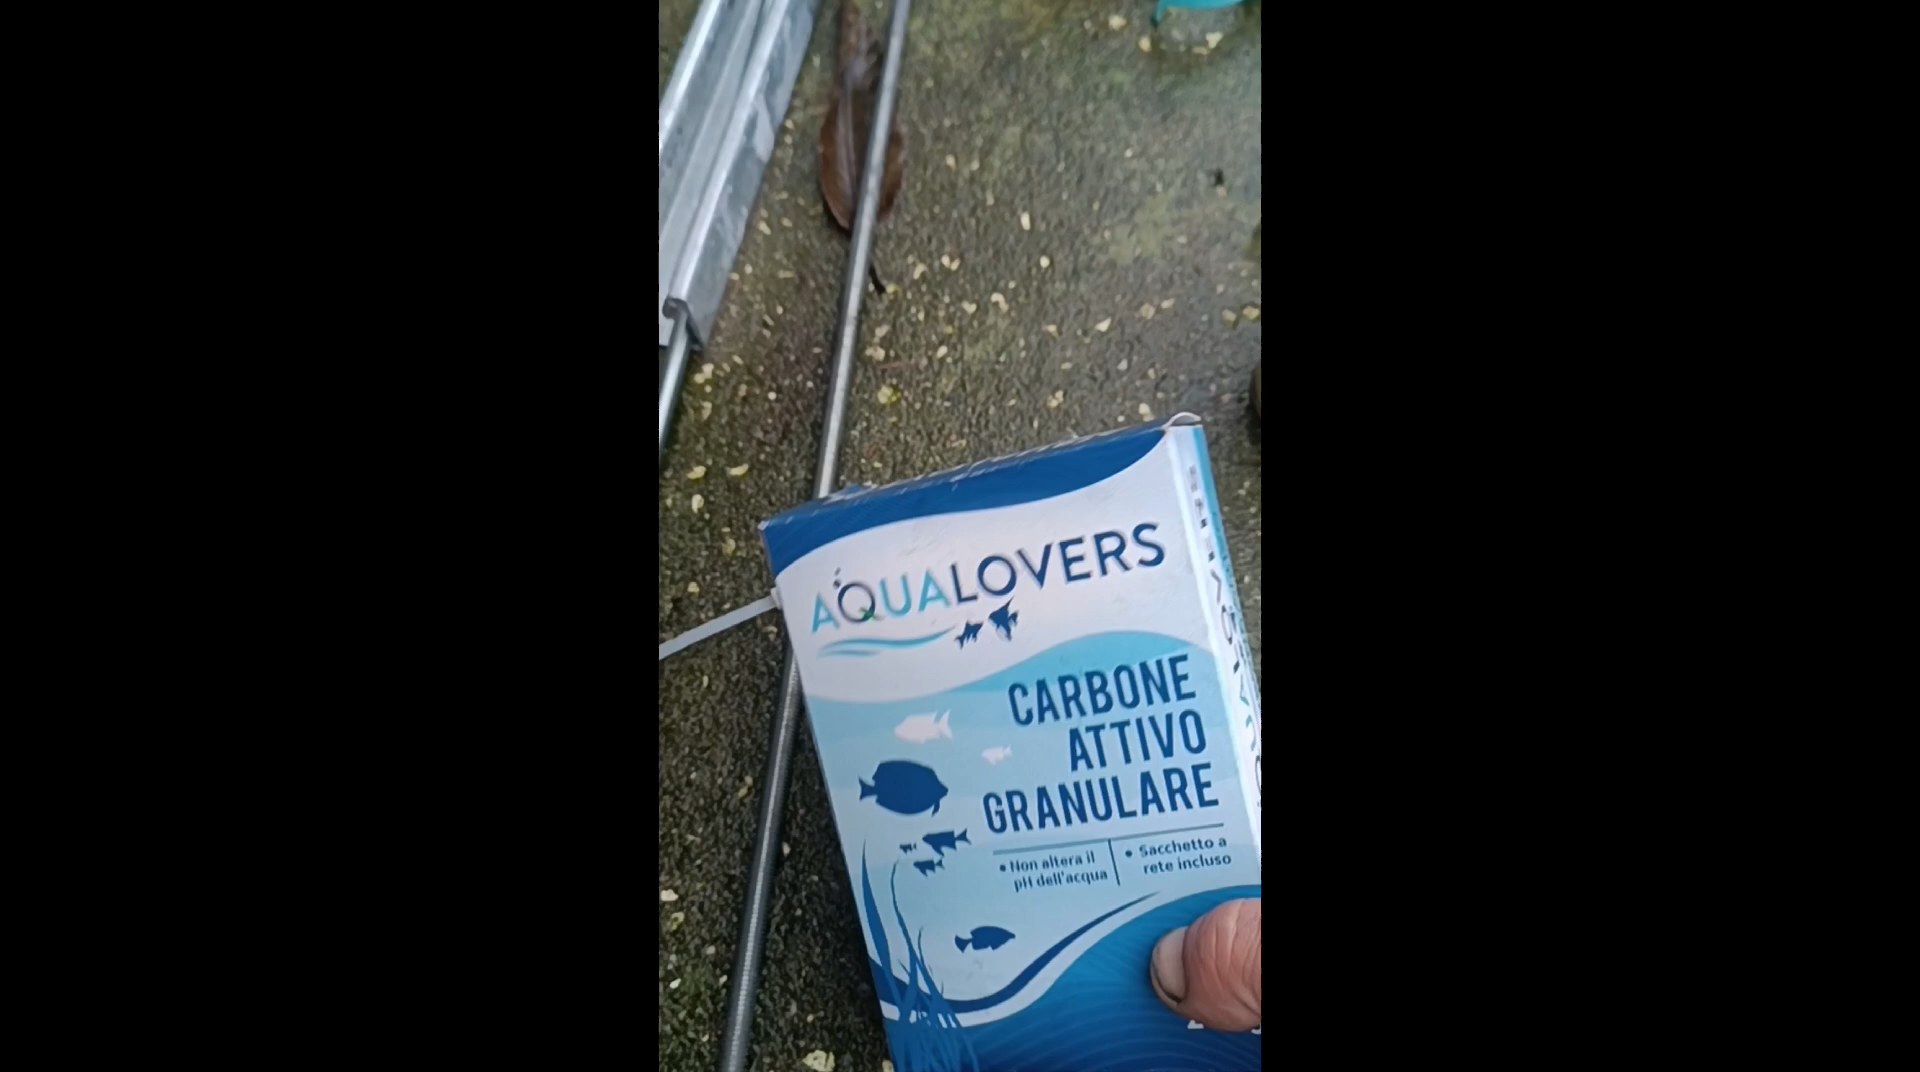 AQUALOVERS
CARBONE
ATTIVO
GRANULARE
• Non altera il
pH dell'acqua
• Sacchetto a
rete incluso